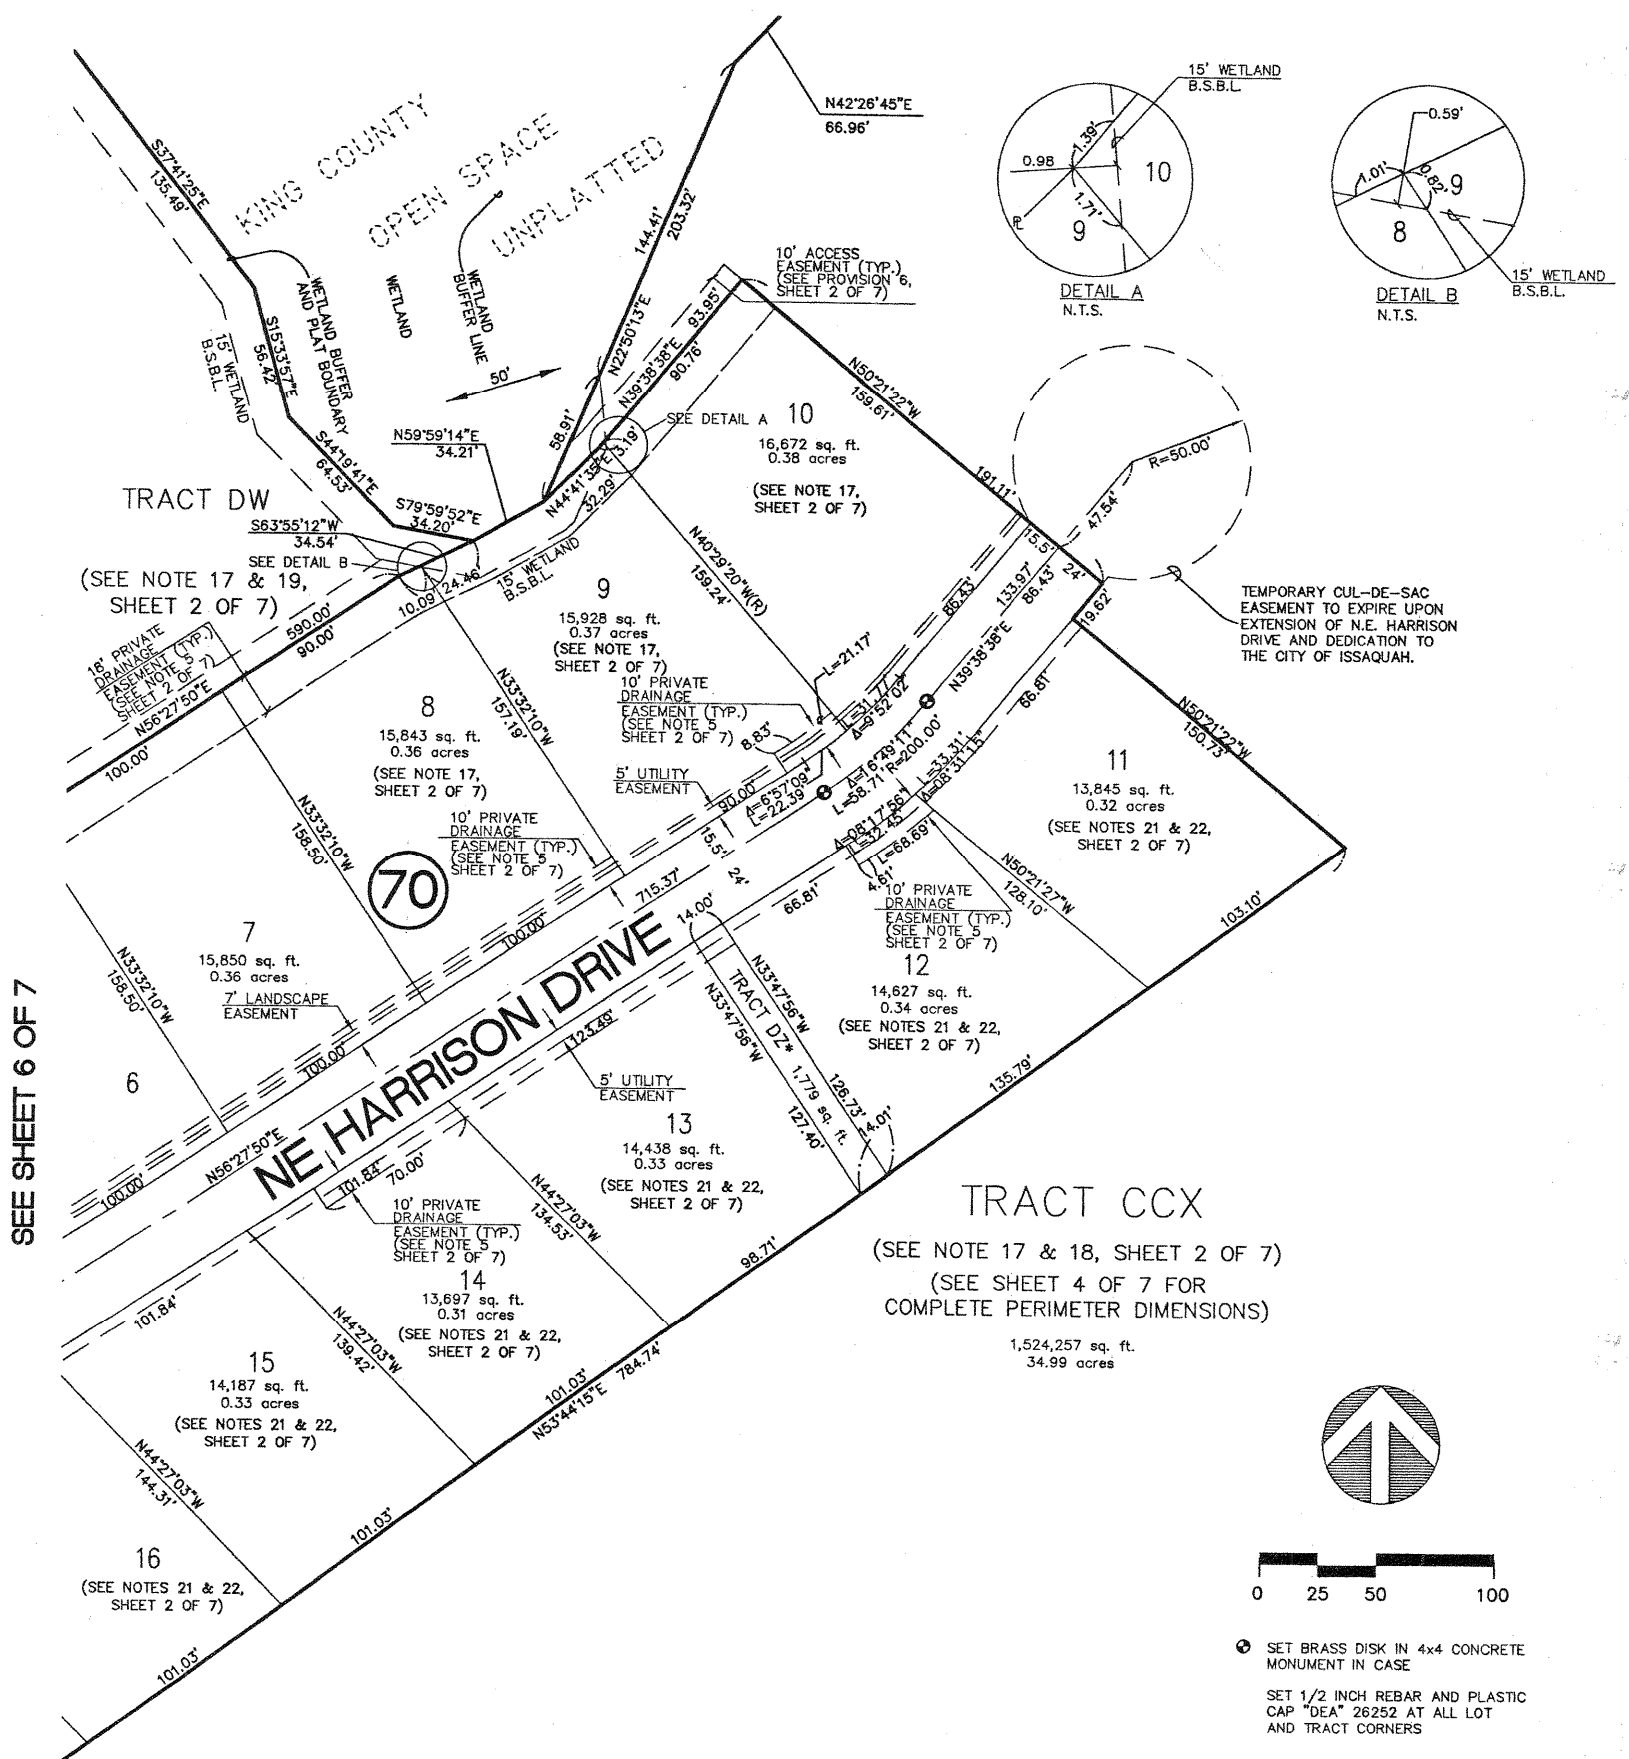 N42°26'45"E
66.96'
15' WETLAND
B.S.B.L.
1.39'
0.98
10
1.71'
9
DETAIL A
N.T.S.
0.59'
1.01'
0.82'
9
8
15' WETLAND
B.S.B.L.
DETAIL B
N.T.S.
S37°41'25"E
135.49'
KING COUNTY
OPEN SPACE
UNPLATTED
144.41'
203.32'
WETLAND BUFFER
AND PLAT BOUNDARY
WETLAND
WETLAND
BUFFER LINE
10' ACCESS
EASEMENT (TYP.)
(SEE PROVISION 6,
SHEET 2 OF 7)
S15°33'57"E
56.42'
15' WETLAND
B.S.B.L.
50'
N22°50'13"E
93.95'
N39°38'38"E
90.76'
N50°21'22"W
159.61'
S44°19'41"E
64.53'
N59°59'14"E
34.21'
58.91'
SEE DETAIL A
10
16,672 sq. ft.
0.38 acres
(SEE NOTE 17,
SHEET 2 OF 7)
R=50.00'
47.54'
191.11'
TRACT DW
S79°59'52"E
34.20'
S63°55'12"W
34.54'
SEE DETAIL B
N44°41'35"E
3.19'
32.29'
(SEE NOTE 17 & 19,
SHEET 2 OF 7)
10.09'
24.46'
15' WETLAND
B.S.B.L.
N40°29'20"W(R)
159.24'
15.5'
24'
19.62'
TEMPORARY CUL-DE-SAC
EASEMENT TO EXPIRE UPON
EXTENSION OF N.E. HARRISON
DRIVE AND DEDICATION TO
THE CITY OF ISSAQUAH.
9
15,928 sq. ft.
0.37 acres
(SEE NOTE 17,
SHEET 2 OF 7)
86.43'
133.97'
86.43'
N39°38'38"E
18' PRIVATE
DRAINAGE
EASEMENT (TYP.)
(SEE NOTE 5
SHEET 2 OF 7)
590.00'
90.00'
N56°27'50"E
100.00'
N33°32'10"W
157.19'
8
15,843 sq. ft.
0.36 acres
(SEE NOTE 17,
SHEET 2 OF 7)
10' PRIVATE
DRAINAGE
EASEMENT (TYP.)
(SEE NOTE 5
SHEET 2 OF 7)
L=21.17'
Δ=9°52'02"
8.83'
66.81'
N50°21'22"W
150.73'
5' UTILITY
EASEMENT
90.00'
Δ=6°57'09"
L=22.39'
Δ=16°49'11"
L=58.71'
R=200.00'
L=33.31'
Δ=08°31'15"
Δ=08°17'56"
L=32.45'
L=68.69'
4.61'
11
13,845 sq. ft.
0.32 acres
(SEE NOTES 21 & 22,
SHEET 2 OF 7)
N33°32'10"W
158.50'
10' PRIVATE
DRAINAGE
EASEMENT (TYP.)
(SEE NOTE 5
SHEET 2 OF 7)
70
15.5'
24'
715.37'
14.00'
66.81'
10' PRIVATE
DRAINAGE
EASEMENT (TYP.)
(SEE NOTE 5
SHEET 2 OF 7)
N50°21'27"W
128.10'
103.10'
7
15,850 sq. ft.
0.36 acres
7' LANDSCAPE
EASEMENT
100.00'
12
14,627 sq. ft.
0.34 acres
(SEE NOTES 21 & 22,
SHEET 2 OF 7)
N33°32'10"W
158.50'
SEE SHEET 6 OF 7
6
100.00'
NE HARRISON DRIVE
123.49'
N33°47'56"W
126.73'
TRACT DZ*
1,779 sq. ft.
N33°47'56"W
127.40'
14.01'
135.79'
5' UTILITY
EASEMENT
13
14,438 sq. ft.
0.33 acres
(SEE NOTES 21 & 22,
SHEET 2 OF 7)
100.00'
N56°27'50"E
101.84'
70.00'
10' PRIVATE
DRAINAGE
EASEMENT (TYP.)
(SEE NOTE 5
SHEET 2 OF 7)
N44°27'03"W
134.53'
98.71'
TRACT CCX
(SEE NOTE 17 & 18, SHEET 2 OF 7)
(SEE SHEET 4 OF 7 FOR
COMPLETE PERIMETER DIMENSIONS)
1,524,257 sq. ft.
34.99 acres
14
13,697 sq. ft.
0.31 acres
(SEE NOTES 21 & 22,
SHEET 2 OF 7)
101.84'
N44°27'03"W
139.42'
101.03'
N53°44'15"E
784.74'
15
14,187 sq. ft.
0.33 acres
(SEE NOTES 21 & 22,
SHEET 2 OF 7)
N44°27'03"W
144.31'
101.03'
16
(SEE NOTES 21 & 22,
SHEET 2 OF 7)
101.03'
0 25 50 100
SET BRASS DISK IN 4x4 CONCRETE
MONUMENT IN CASE
SET 1/2 INCH REBAR AND PLASTIC
CAP "DEA" 26252 AT ALL LOT
AND TRACT CORNERS